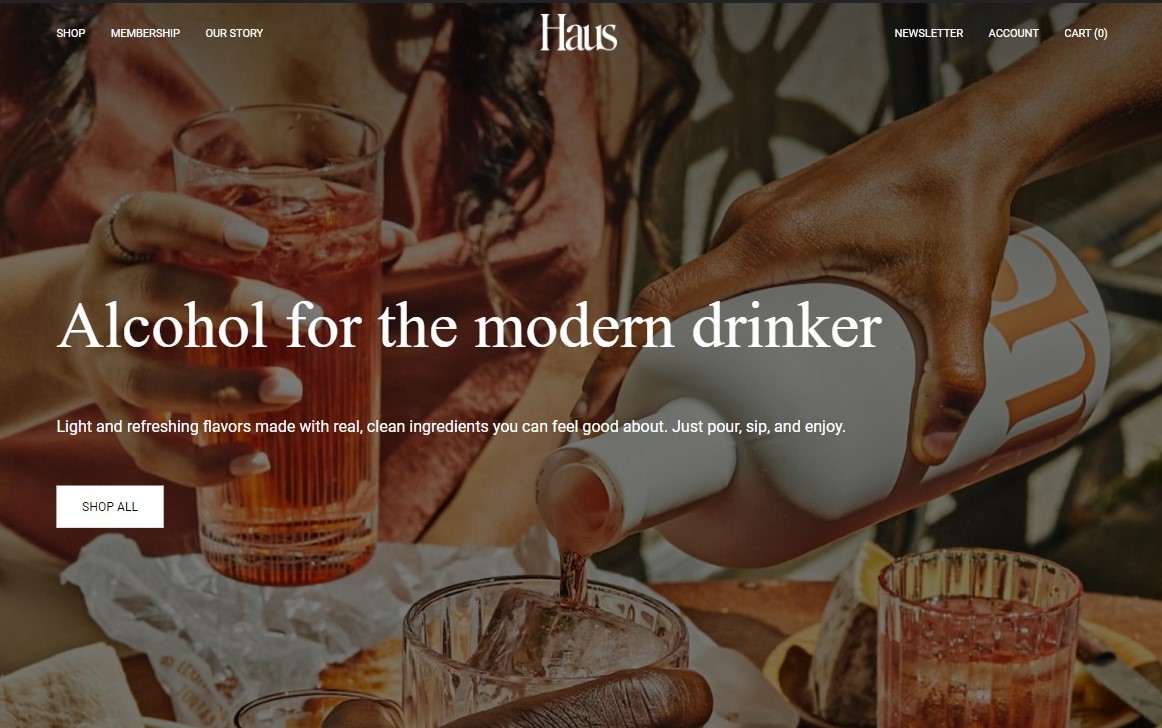 SHOP MEMBERSHIP OUR STORY Haus NEWSLETTER ACCOUNT CART (0)
Alcohol for the modern drinker
Light and refreshing flavors made with real, clean ingredients you can feel good about. Just pour, sip, and enjoy.
SHOP ALL